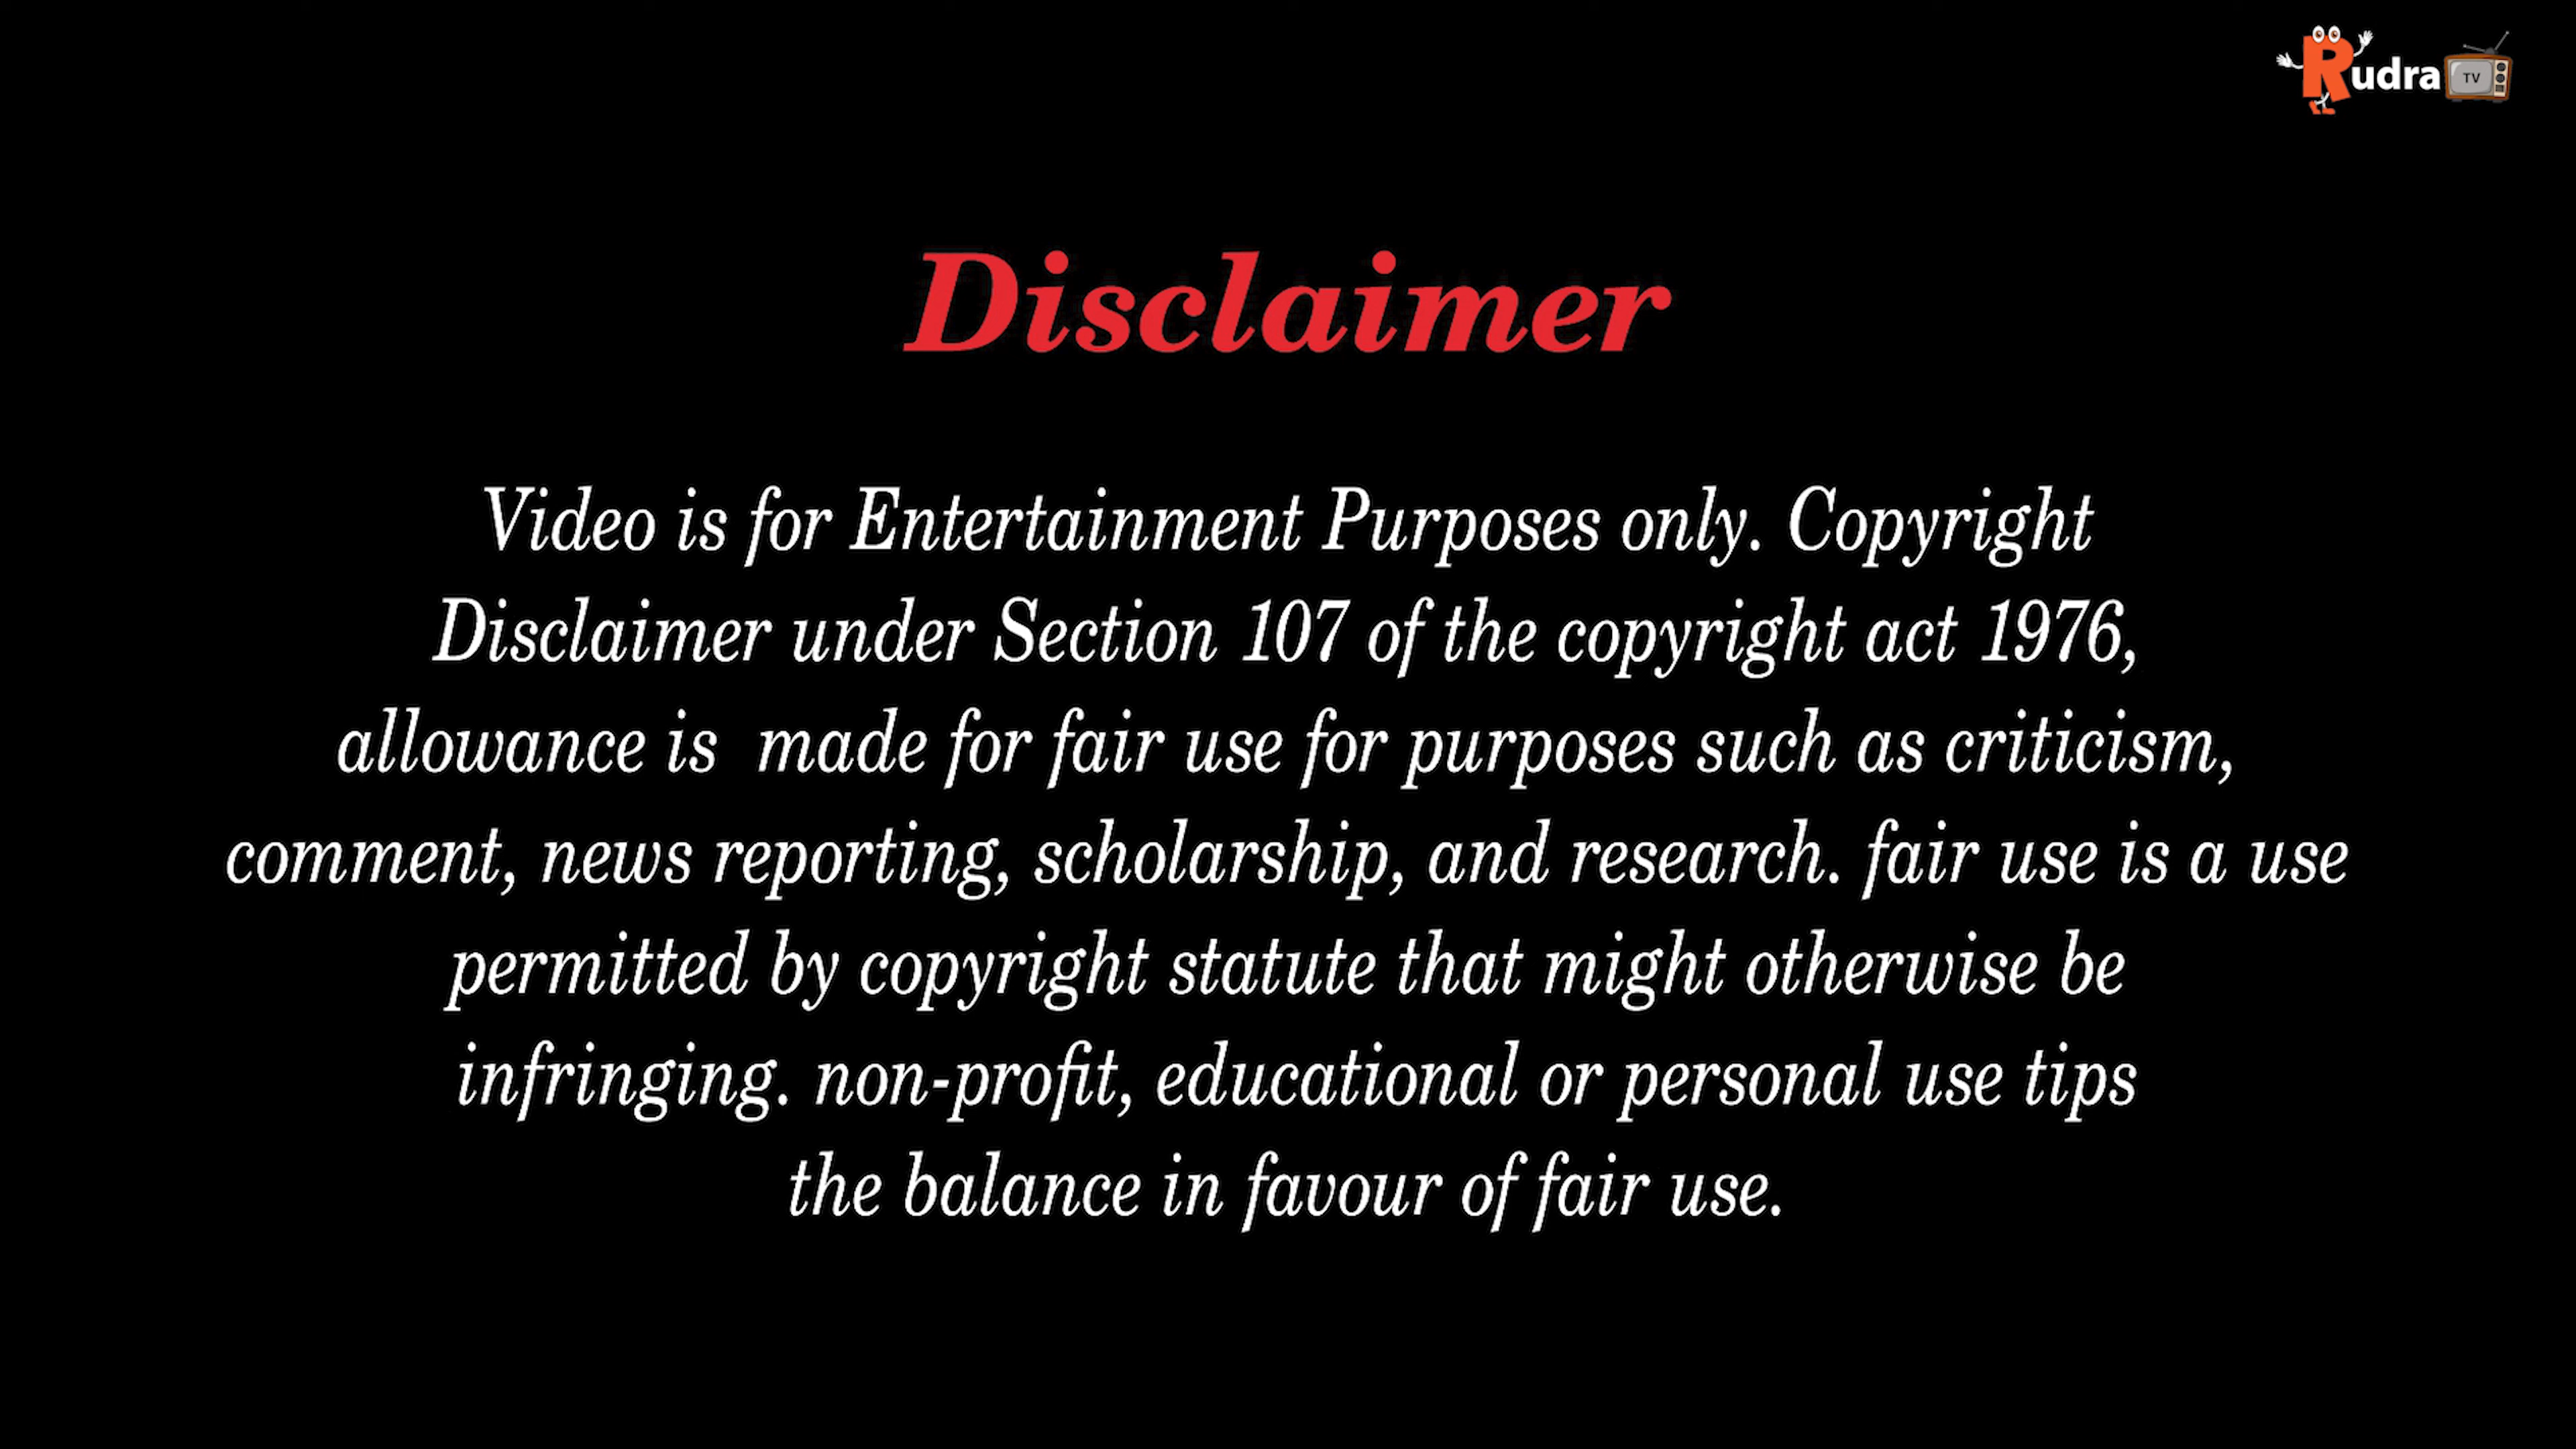 Rudra TV
Disclaimer
Video is for Entertainment Purposes only. Copyright
Disclaimer under Section 107 of the copyright act 1976,
allowance is  made for fair use for purposes such as criticism,
comment, news reporting, scholarship, and research. fair use is a use
permitted by copyright statute that might otherwise be
infringing. non-profit, educational or personal use tips
the balance in favour of fair use.